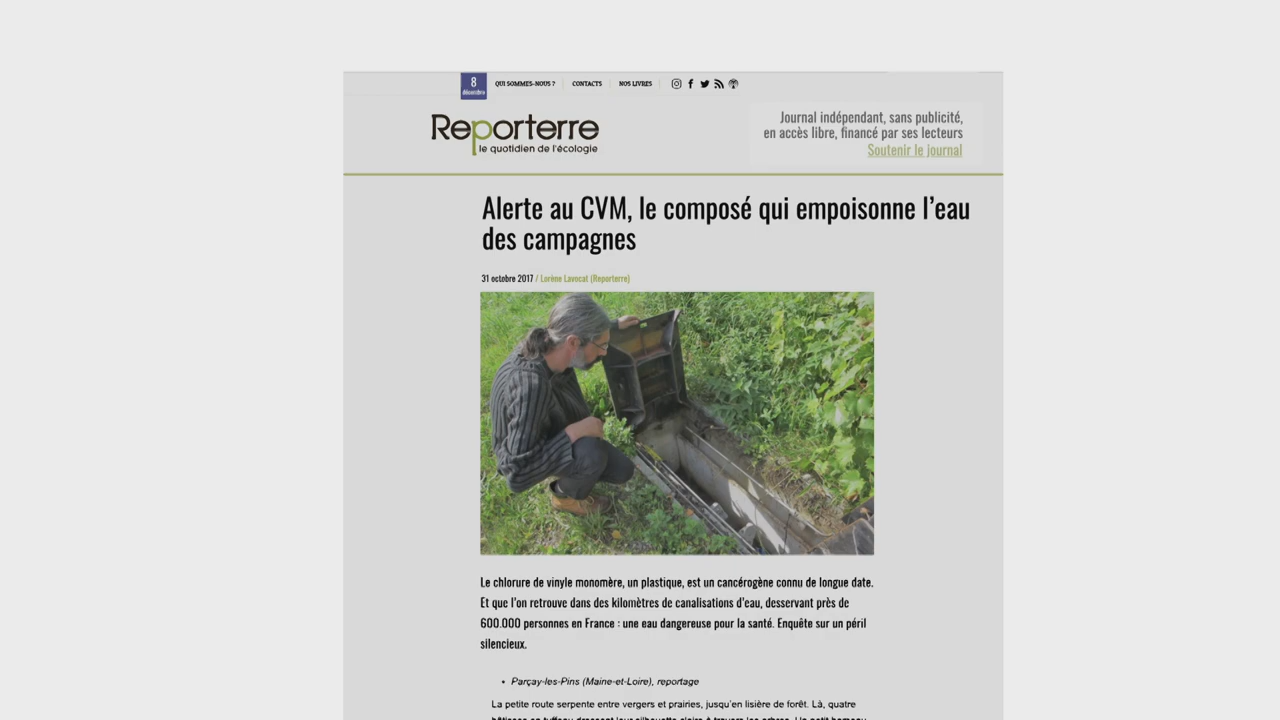 8
décembre
QUI SOMMES-NOUS ?
CONTACTS
NOS LIVRES
Reporterre
le quotidien de l'écologie
Journal indépendant, sans publicité,
en accès libre, financé par ses lecteurs
Soutenir le journal
Alerte au CVM, le composé qui empoisonne l'eau
des campagnes
31 octobre 2017 / Lorène Lavocat (Reporterre)
Le chlorure de vinyle monomère, un plastique, est un cancérogène connu de longue date.
Et que l'on retrouve dans des kilomètres de canalisations d'eau, desservant près de
600.000 personnes en France : une eau dangereuse pour la santé. Enquête sur un péril
silencieux.
• Parçay-les-Pins (Maine-et-Loire), reportage
La petite route serpente entre vergers et prairies, jusqu'en lisière de forêt. Là, quatre